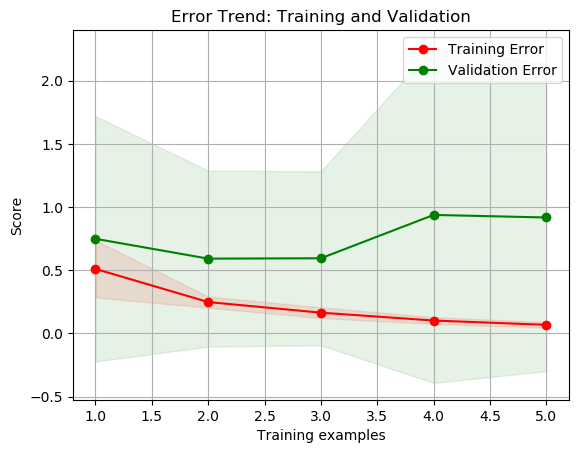 Error Trend: Training and Validation
Training Error
Validation Error
Score
2.0
1.5
1.0
0.5
0.0
−0.5
1.0 1.5 2.0 2.5 3.0 3.5 4.0 4.5 5.0
Training examples